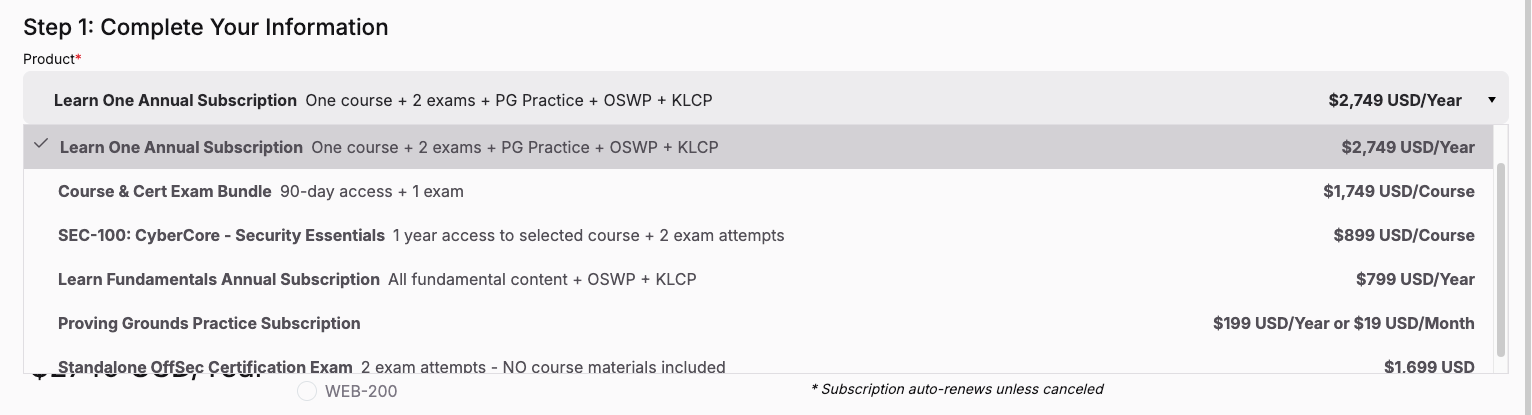 Step 1: Complete Your Information
Product*
Learn One Annual Subscription One course + 2 exams + PG Practice + OSWP + KLCP $2,749 USD/Year
Learn One Annual Subscription One course + 2 exams + PG Practice + OSWP + KLCP $2,749 USD/Year
Course & Cert Exam Bundle 90-day access + 1 exam $1,749 USD/Course
SEC-100: CyberCore - Security Essentials 1 year access to selected course + 2 exam attempts $899 USD/Course
Learn Fundamentals Annual Subscription All fundamental content + OSWP + KLCP $799 USD/Year
Proving Grounds Practice Subscription $199 USD/Year or $19 USD/Month
Standalone OffSec Certification Exam 2 exam attempts - NO course materials included $1,699 USD
WEB-200 * Subscription auto-renews unless canceled